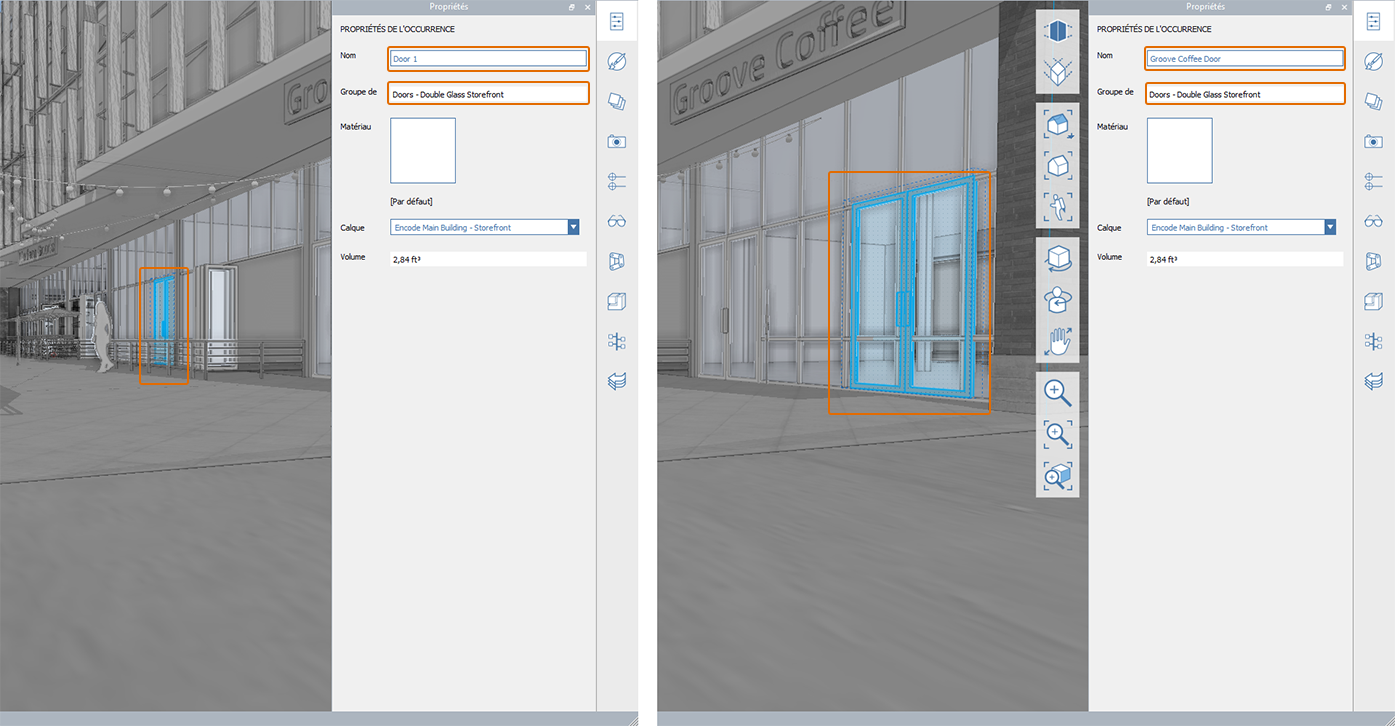 Propriétés
PROPRIÉTÉS DE L'OCCURRENCE
Nom
Door 1
Groupe de
Doors - Double Glass Storefront
Matériau
[Par défaut]
Calque
Encode Main Building - Storefront
Volume
2,84 ft³
Gro
Groove Coffee
Propriétés
PROPRIÉTÉS DE L'OCCURRENCE
Nom
Groove Coffee Door
Groupe de
Doors - Double Glass Storefront
Matériau
[Par défaut]
Calque
Encode Main Building - Storefront
Volume
2,84 ft³